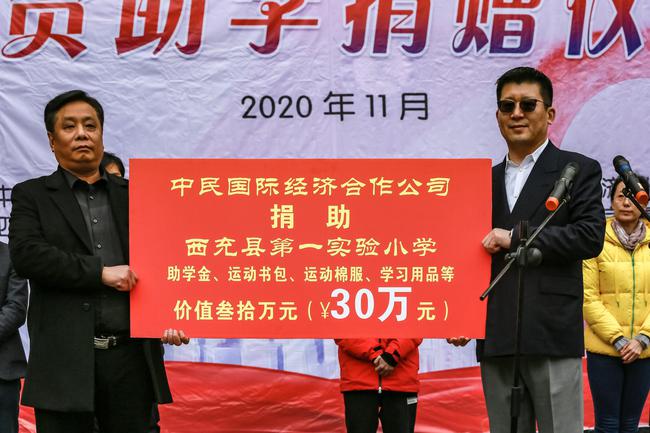 资助学捐赠仪
2020 年 11 月
中民国际经济合作公司
捐 助
西充县第一实验小学
助学金、运动书包、运动棉服、学习用品等
价值叁拾万元（¥30万元）